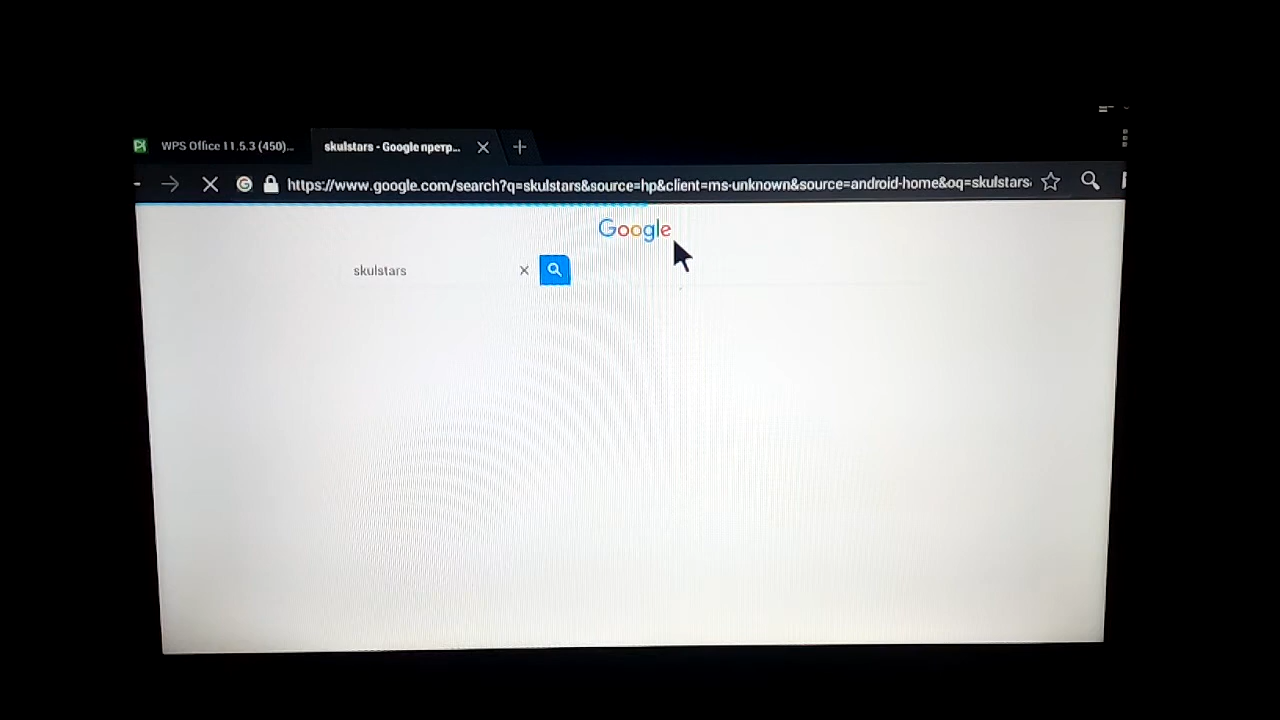 WPS Office 11.5.3 (450)...
skulstars - Google претр...
https://www.google.com/search?q=skulstars&source=hp&client=ms-unknown&source=android-home&oq=skulstars
Google
skulstars